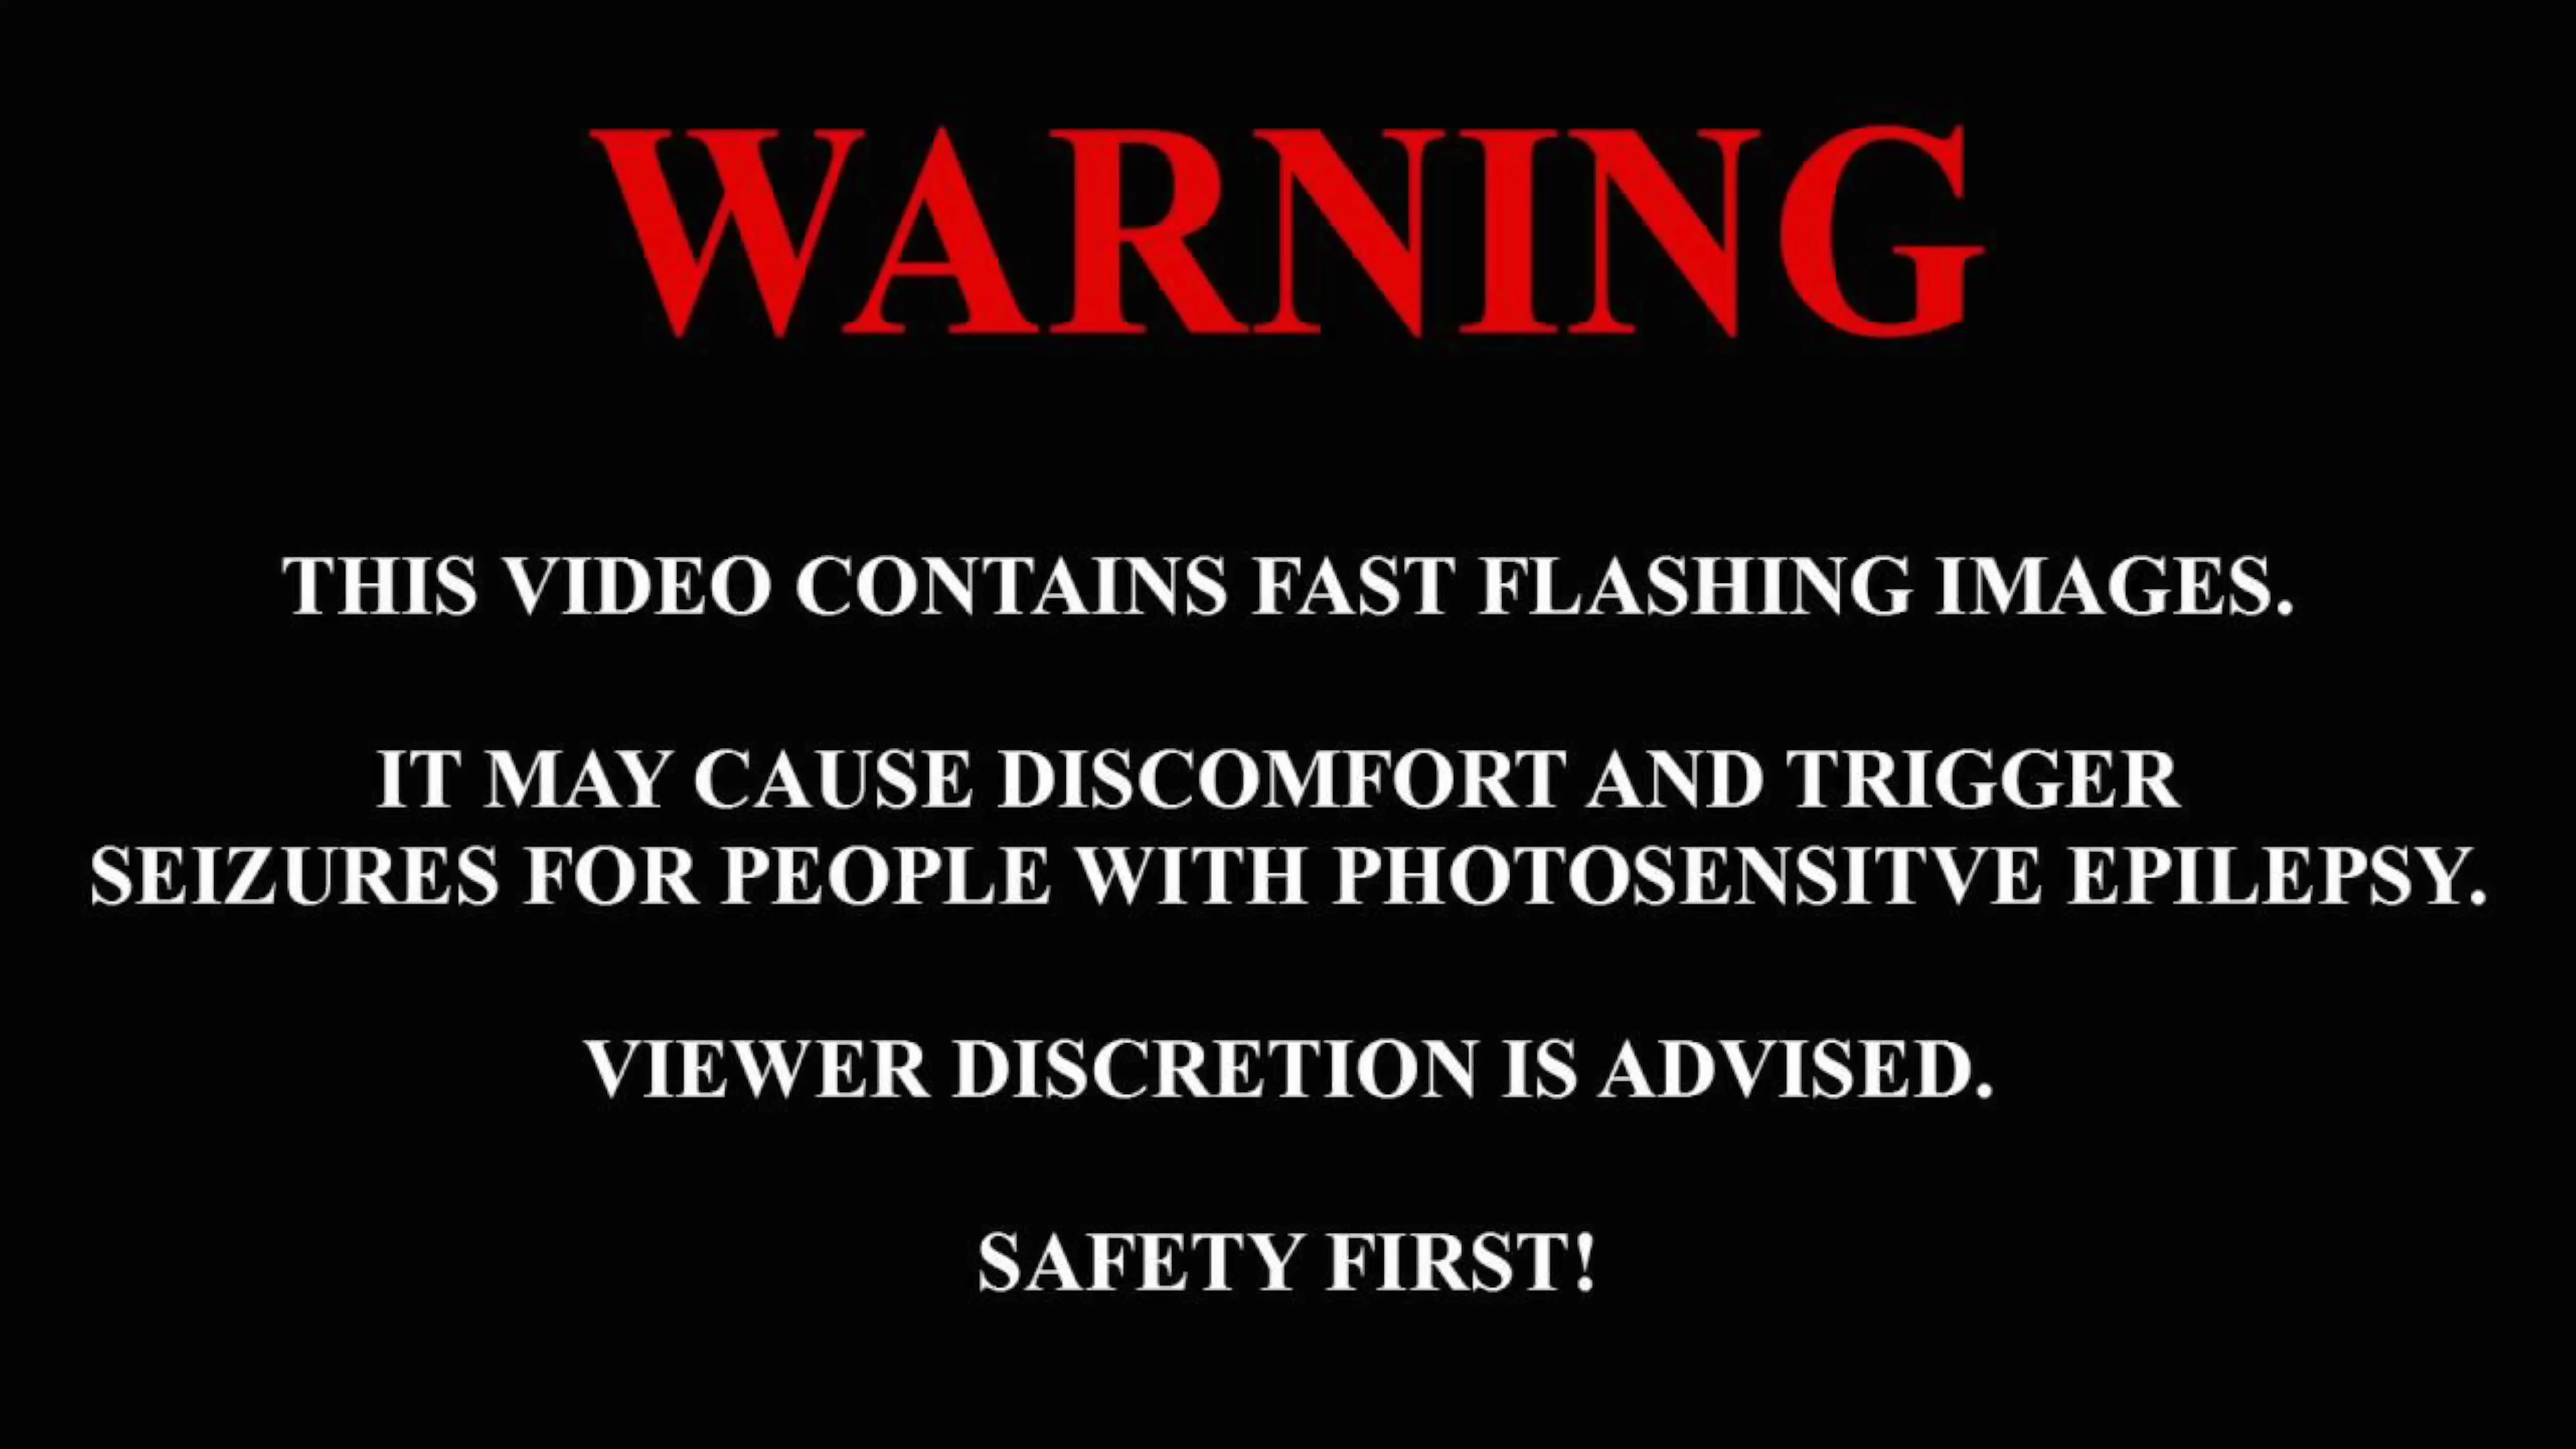 WARNING
THIS VIDEO CONTAINS FAST FLASHING IMAGES.
IT MAY CAUSE DISCOMFORT AND TRIGGER
SEIZURES FOR PEOPLE WITH PHOTOSENSITVE EPILEPSY.
VIEWER DISCRETION IS ADVISED.
SAFETY FIRST!